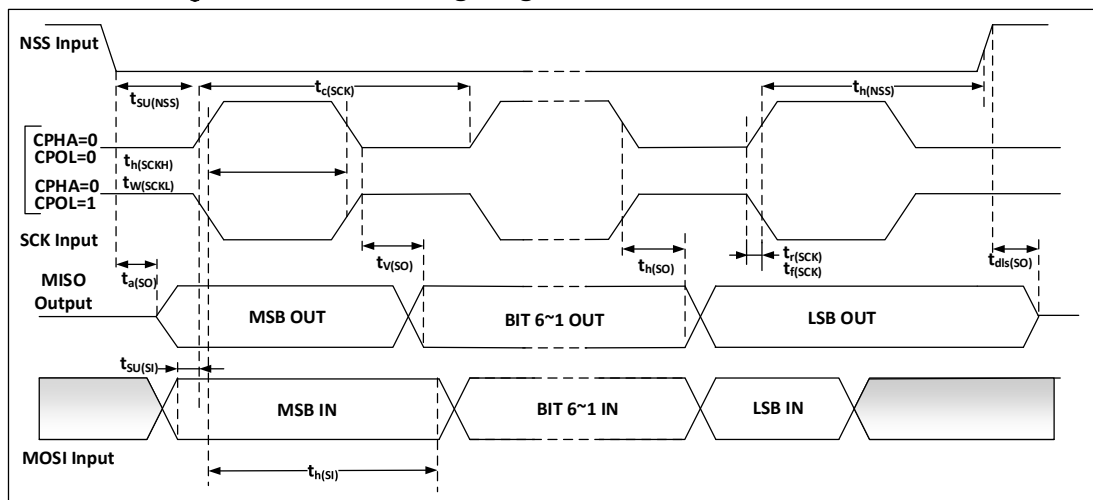 NSS Input
tSU(NSS)
tc(SCK)
th(NSS)
CPHA=0
CPOL=0
th(SCKH)
CPHA=0
tW(SCKL)
CPOL=1
SCK Input
ta(SO)
tV(SO)
th(SO)
tr(SCK)
tf(SCK)
tdIs(SO)
MISO
Output
MSB OUT
BIT 6~1 OUT
LSB OUT
tSU(SI)
MSB IN
BIT 6~1 IN
LSB IN
MOSI Input
th(SI)